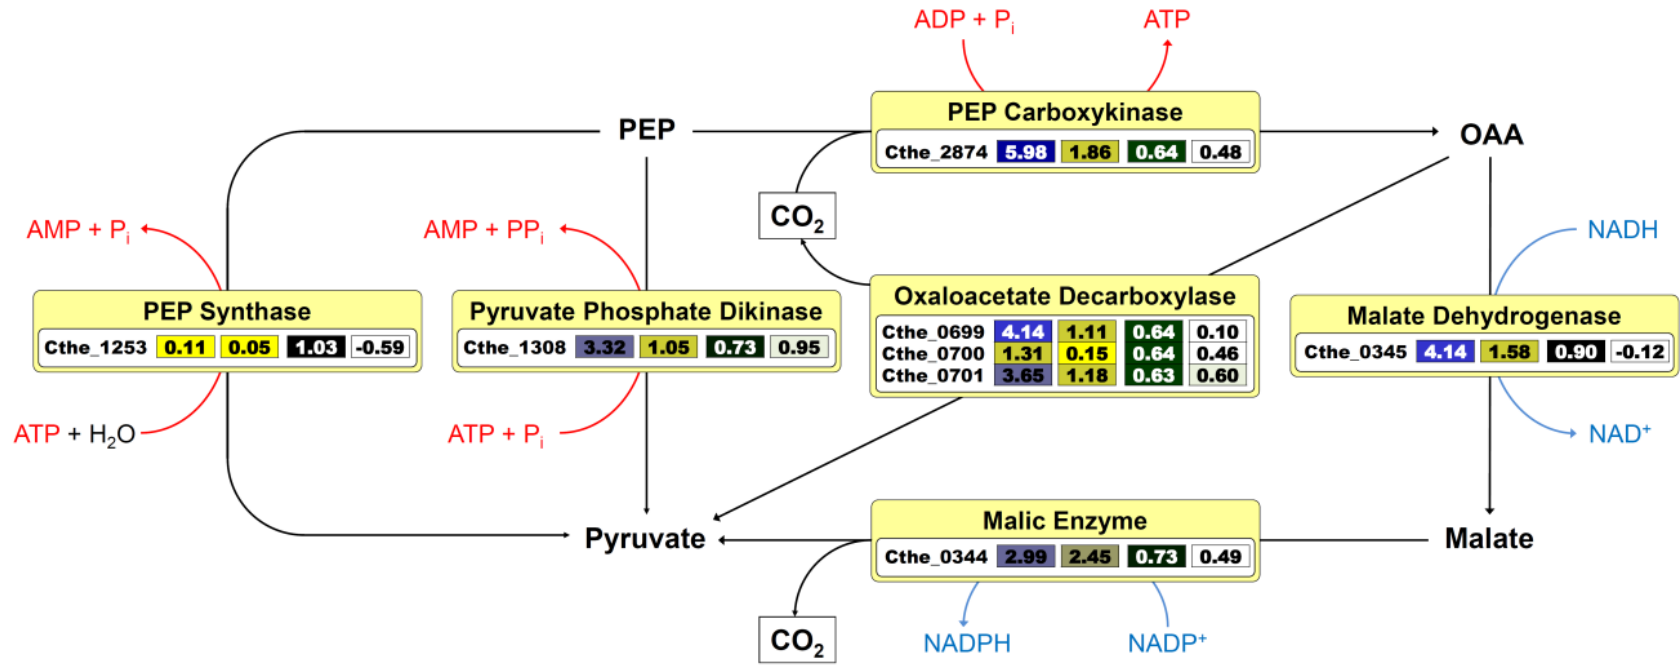 ADP + Pi ATP
PEP Carboxykinase
Cthe_2874 5.98 1.86 0.64 0.48
PEP
OAA
CO2
AMP + Pi
AMP + PPi
NADH
PEP Synthase
Cthe_1253 0.11 0.05 1.03 -0.59
Pyruvate Phosphate Dikinase
Cthe_1308 3.32 1.05 0.73 0.95
Oxaloacetate Decarboxylase
Cthe_0699 4.14 1.11 0.64 0.10
Cthe_0700 1.31 0.15 0.64 0.46
Cthe_0701 3.65 1.18 0.63 0.60
Malate Dehydrogenase
Cthe_0345 4.14 1.58 0.90 -0.12
ATP + H2O
ATP + Pi
NAD+
Pyruvate
Malic Enzyme
Cthe_0344 2.99 2.45 0.73 0.49
Malate
CO2
NADPH
NADP+